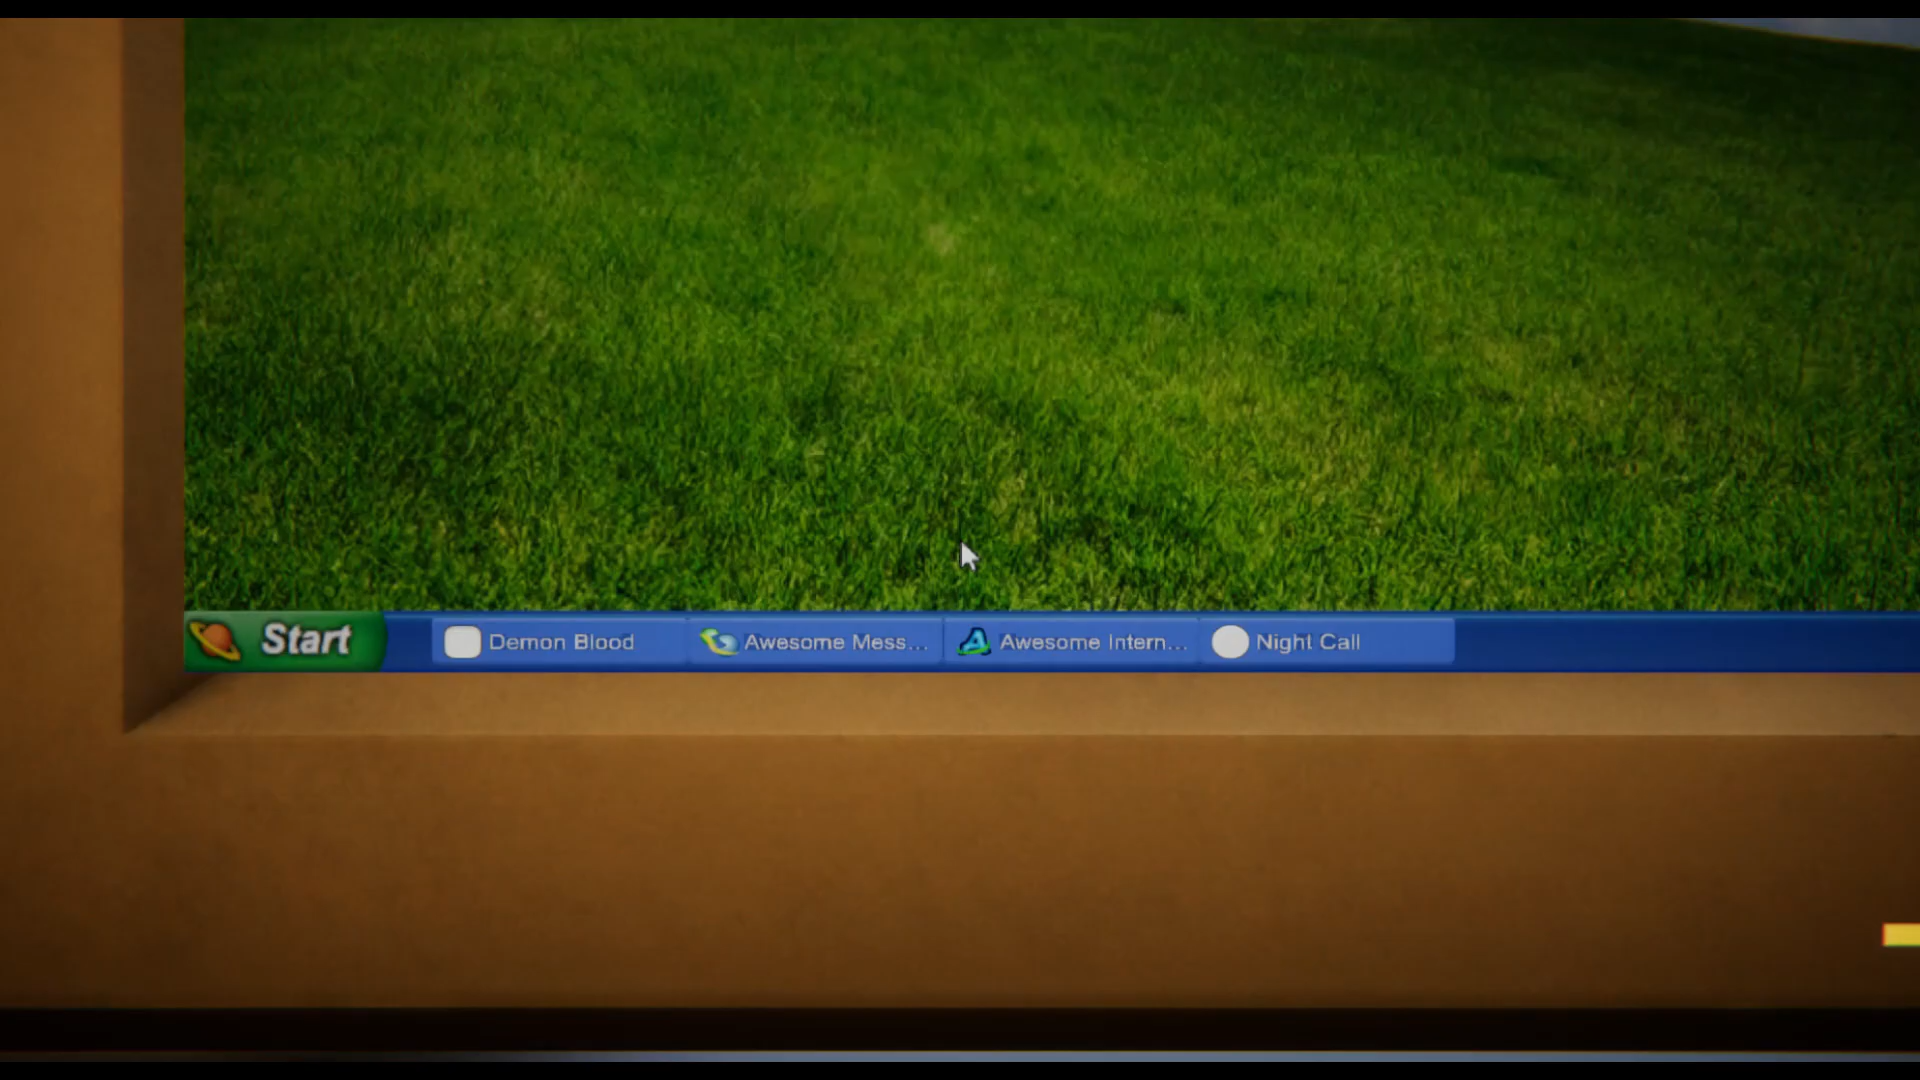 Start
Demon Blood
Awesome Mess...
Awesome Intern...
Night Call